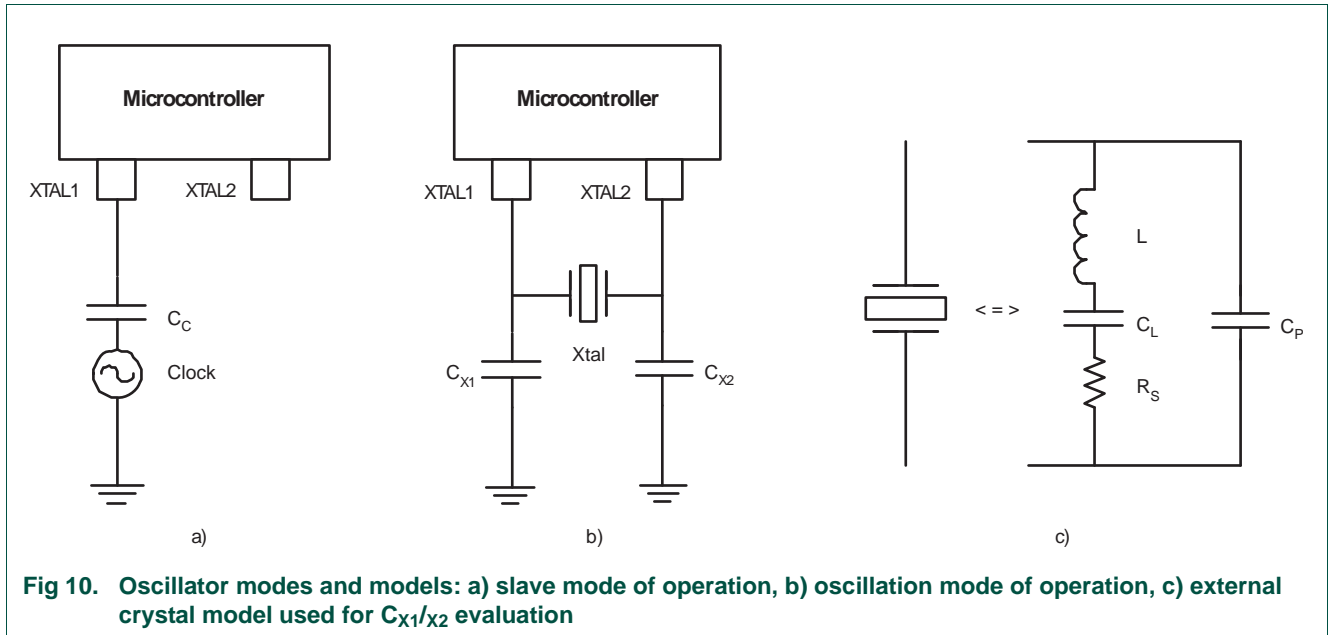 Microcontroller
XTAL1
XTAL2
C_C
Clock
a)
Microcontroller
XTAL1
XTAL2
Xtal
C_X1
C_X2
b)
< = >
L
C_L
R_S
C_P
c)
Fig 10. Oscillator modes and models: a) slave mode of operation, b) oscillation mode of operation, c) external
crystal model used for C_X1/X2 evaluation